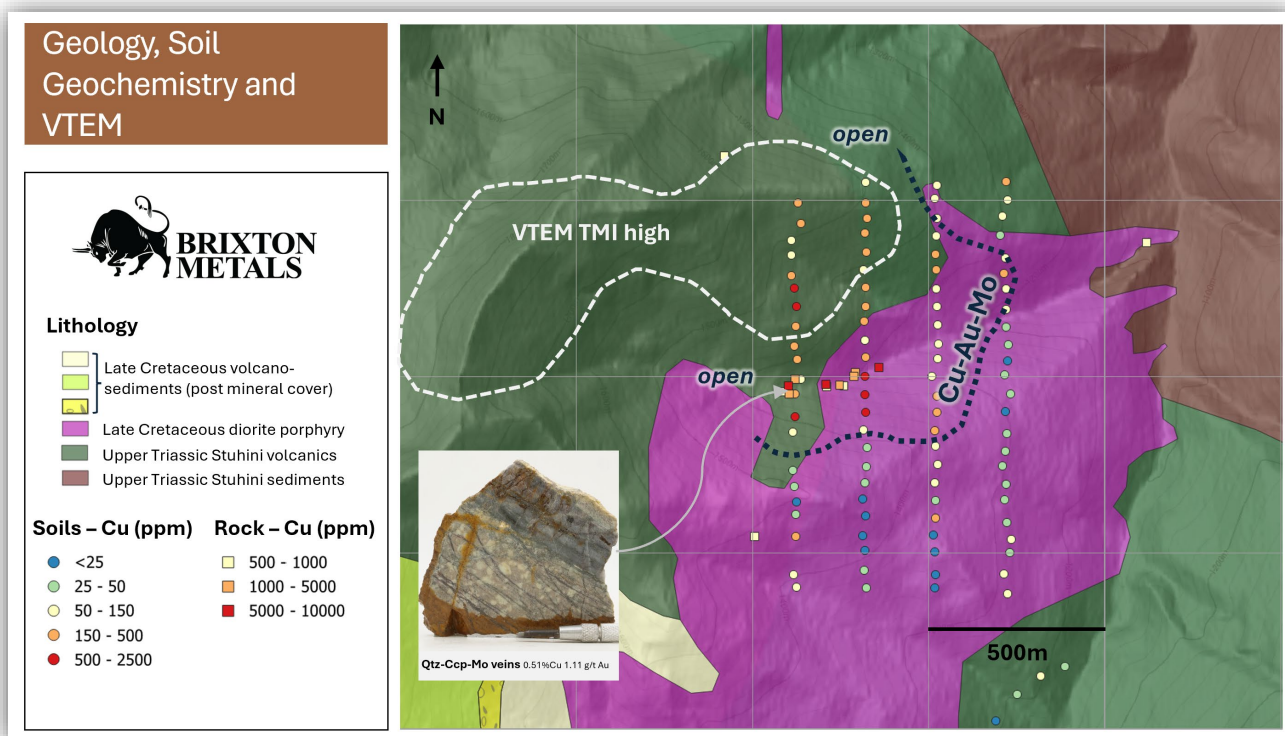 Geology, Soil
Geochemistry and
VTEM
BRIXTON
METALS
Lithology
Late Cretaceous volcano-
sediments (post mineral cover)
Late Cretaceous diorite porphyry
Upper Triassic Stuhini volcanics
Upper Triassic Stuhini sediments
Soils – Cu (ppm)
<25
25 - 50
50 - 150
150 - 500
500 - 2500
Rock – Cu (ppm)
500 - 1000
1000 - 5000
5000 - 10000
N
open
VTEM TMI high
Cu-Au-Mo
open
Qtz-Ccp-Mo veins 0.51%Cu 1.11 g/t Au
500m